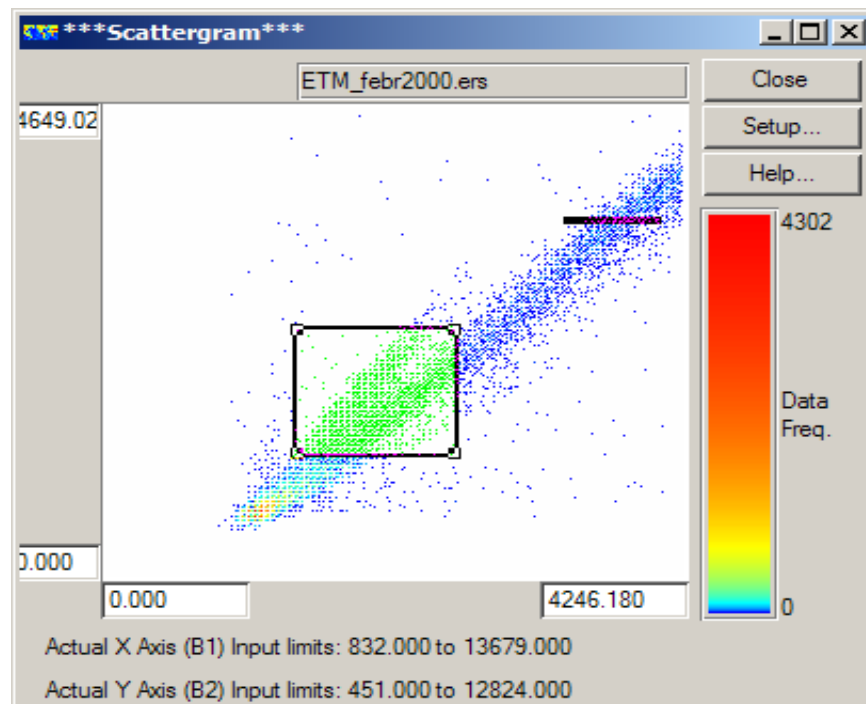 ***Scattergram***
ETM_febr2000.ers
Close
4649.02
Setup...
Help...
4302
Data
Freq.
0.000
0.000
4246.180
0
Actual X Axis (B1) Input limits: 832.000 to 13679.000
Actual Y Axis (B2) Input limits: 451.000 to 12824.000